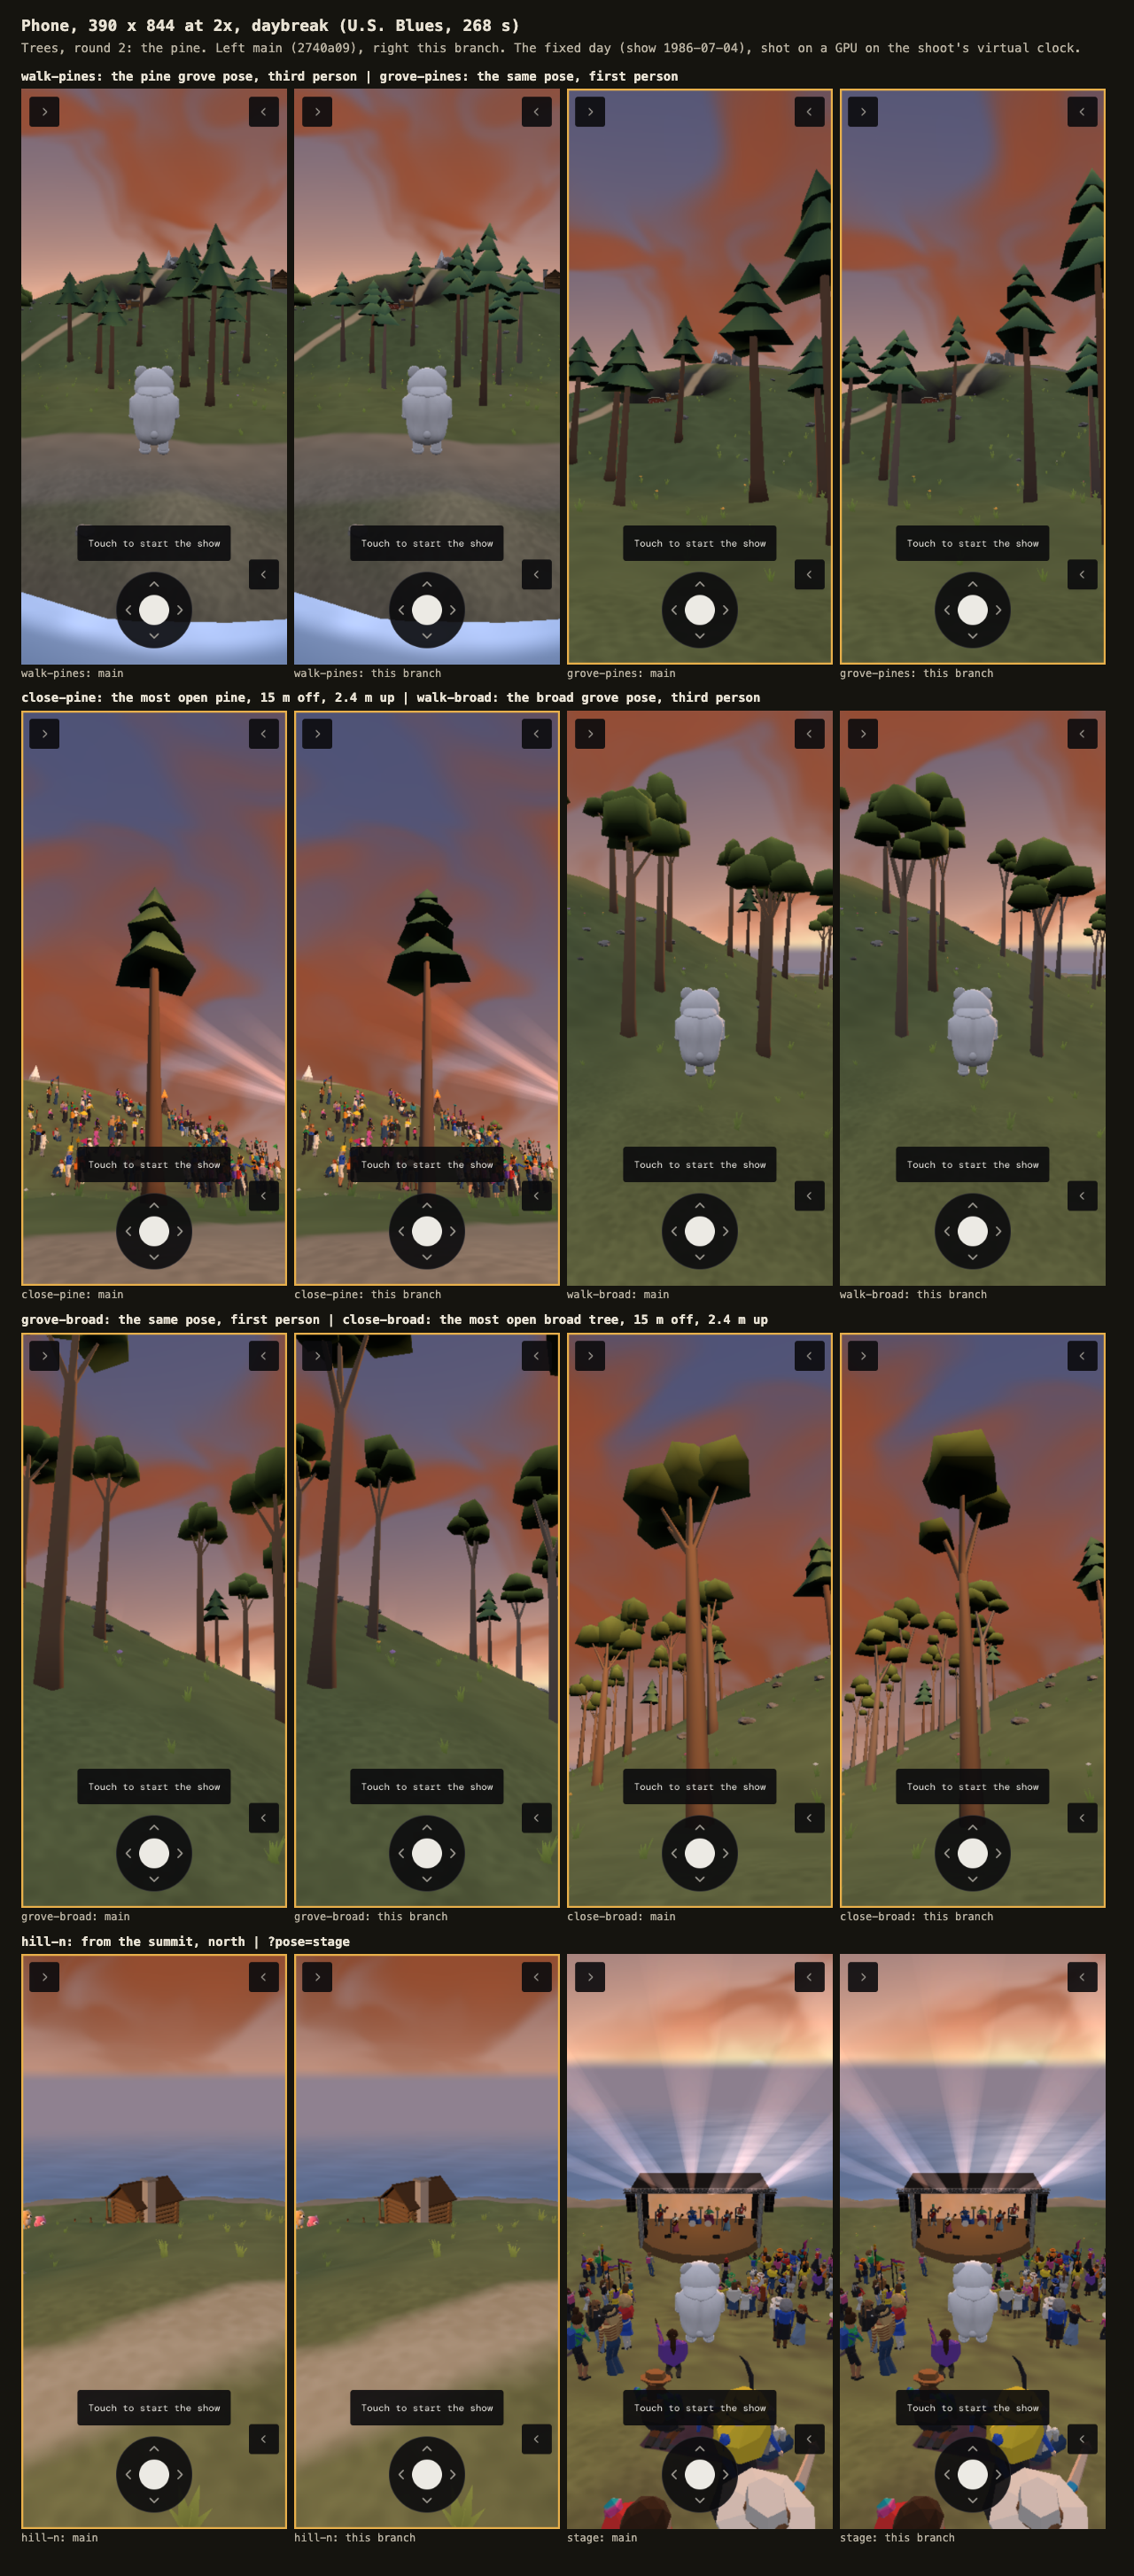 Phone, 390 x 844 at 2x, daybreak (U.S. Blues, 268 s)
Trees, round 2: the pine. Left main (2740a09), right this branch. The fixed day (show 1986-07-04), shot on a GPU on the shoot's virtual clock.
walk-pines: the pine grove pose, third person | grove-pines: the same pose, first person
Touch to start the show
Touch to start the show
Touch to start the show
Touch to start the show
walk-pines: main
walk-pines: this branch
grove-pines: main
grove-pines: this branch
close-pine: the most open pine, 15 m off, 2.4 m up | walk-broad: the broad grove pose, third person
Touch to start the show
Touch to start the show
Touch to start the show
Touch to start the show
close-pine: main
close-pine: this branch
walk-broad: main
walk-broad: this branch
grove-broad: the same pose, first person | close-broad: the most open broad tree, 15 m off, 2.4 m up
Touch to start the show
Touch to start the show
Touch to start the show
Touch to start the show
grove-broad: main
grove-broad: this branch
close-broad: main
close-broad: this branch
hill-n: from the summit, north | ?pose=stage
Touch to start the show
Touch to start the show
Touch to start the show
Touch to start the show
hill-n: main
hill-n: this branch
stage: main
stage: this branch